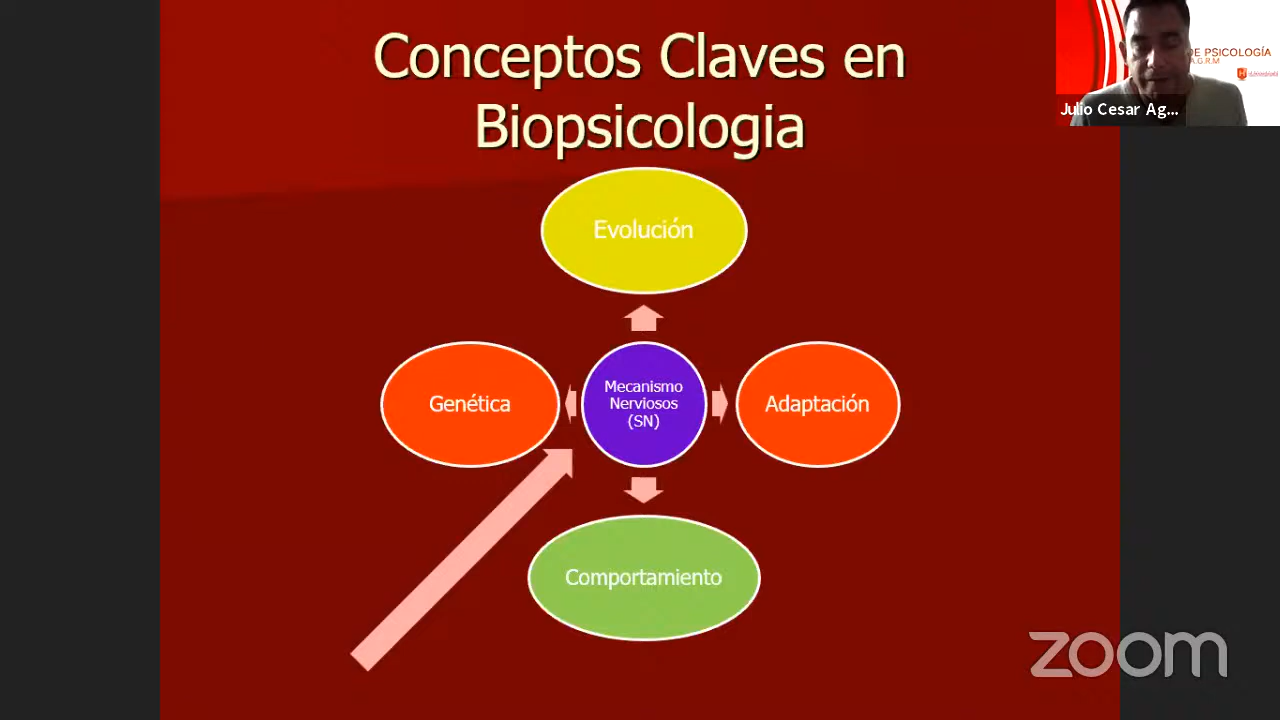 Conceptos Claves en
Biopsicologia
DE PSICOLOGÍA
A.G.R.M
Julio Cesar Ag...
Evolución
Genética
Mecanismo
Nerviosos
(SN)
Adaptación
Comportamiento
zoom